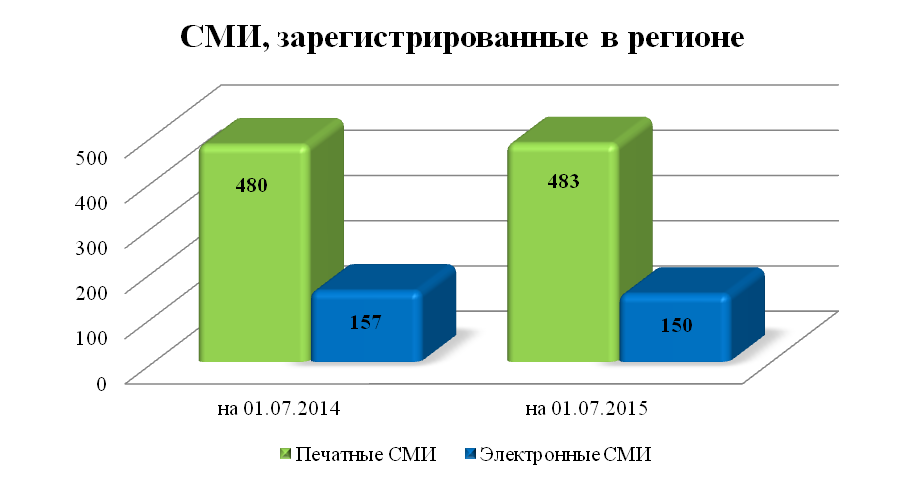 СМИ, зарегистрированные в регионе
500
400
300
200
100
0
480
157
483
150
на 01.07.2014
на 01.07.2015
Печатные СМИ
Электронные СМИ